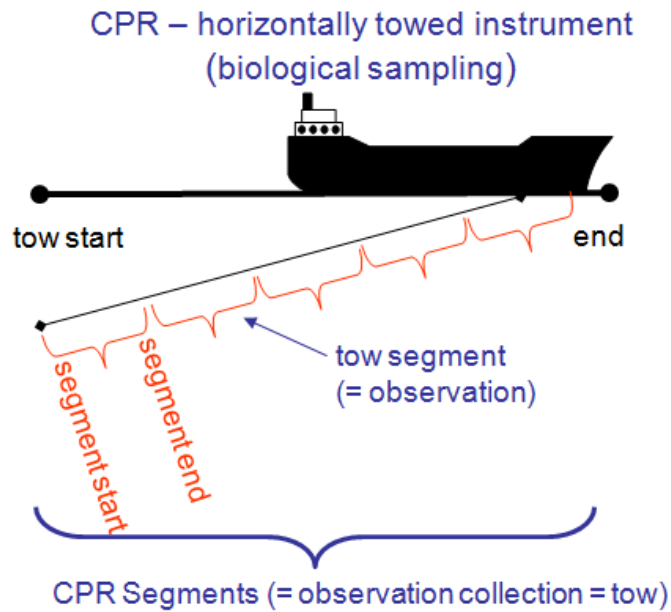 CPR – horizontally towed instrument
(biological sampling)
tow start
end
tow segment
(= observation)
segment start
segment end
CPR Segments (= observation collection = tow)